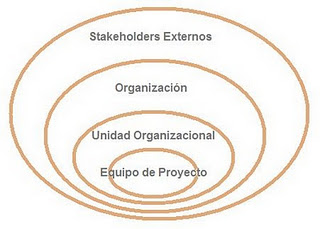 Stakeholders Externos
Organización
Unidad Organizacional
Equipo de Proyecto